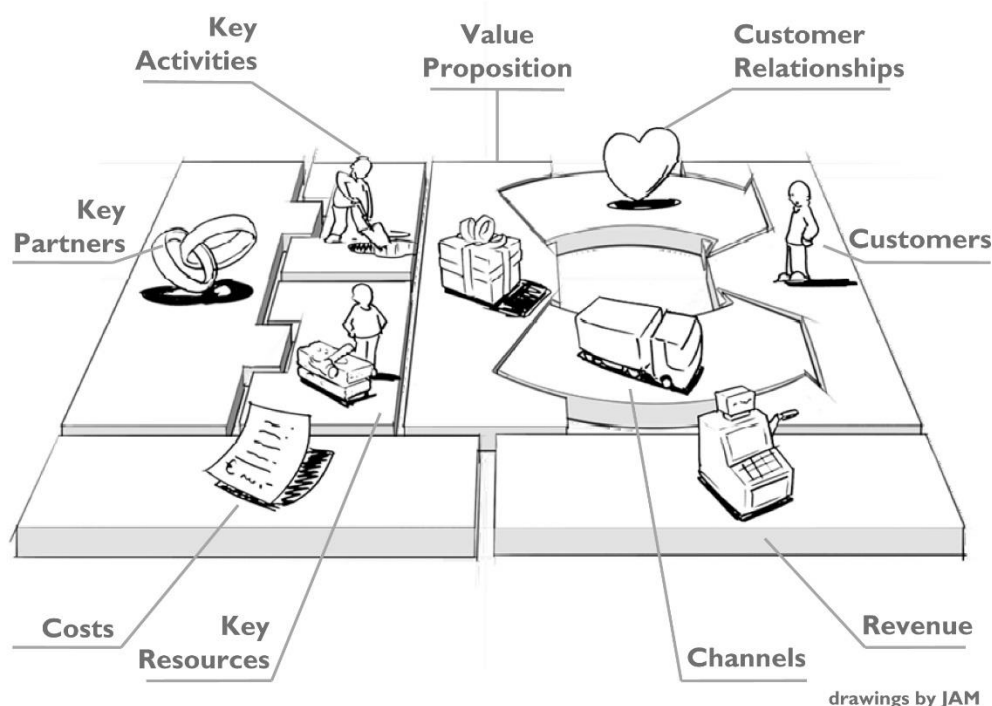 Key
Activities
Value
Proposition
Customer
Relationships
Key
Partners
Customers
€
Costs
Key
Resources
Channels
Revenue
drawings by JAM